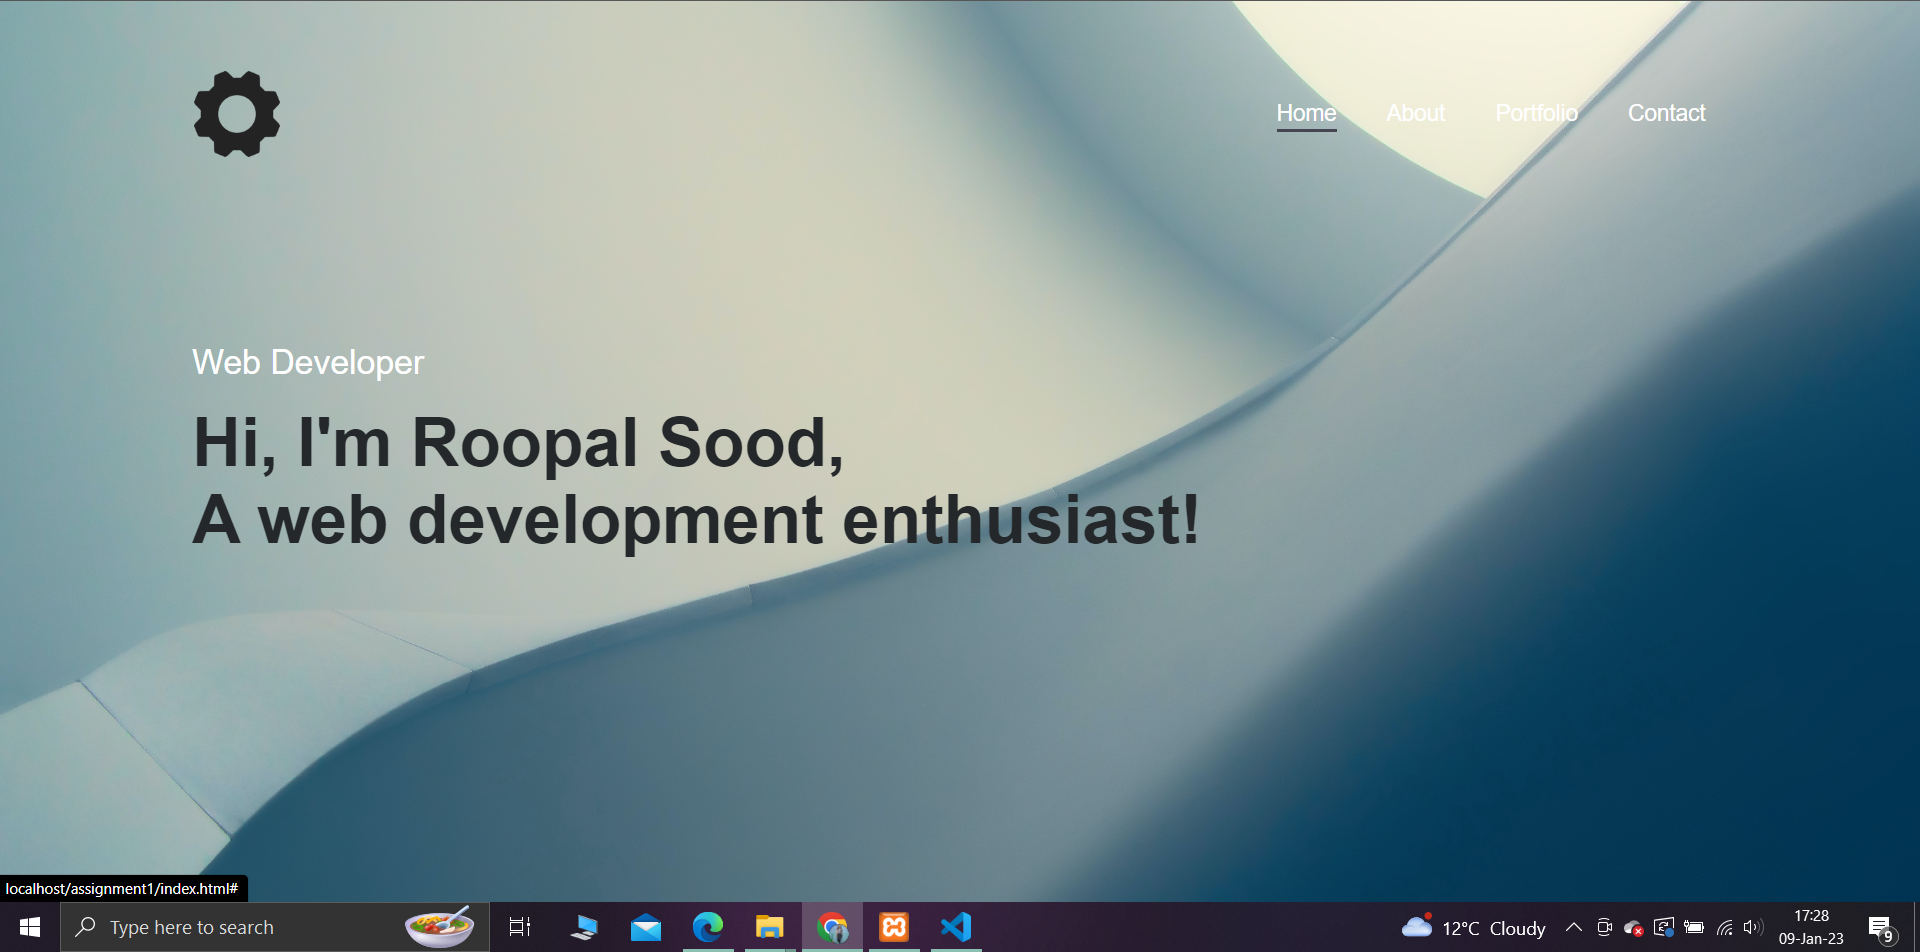 Home About Portfolio Contact
Web Developer
Hi, I'm Roopal Sood,
A web development enthusiast!
localhost/assignment1/index.html#
Type here to search
12°C Cloudy
17:28
09-Jan-23
9